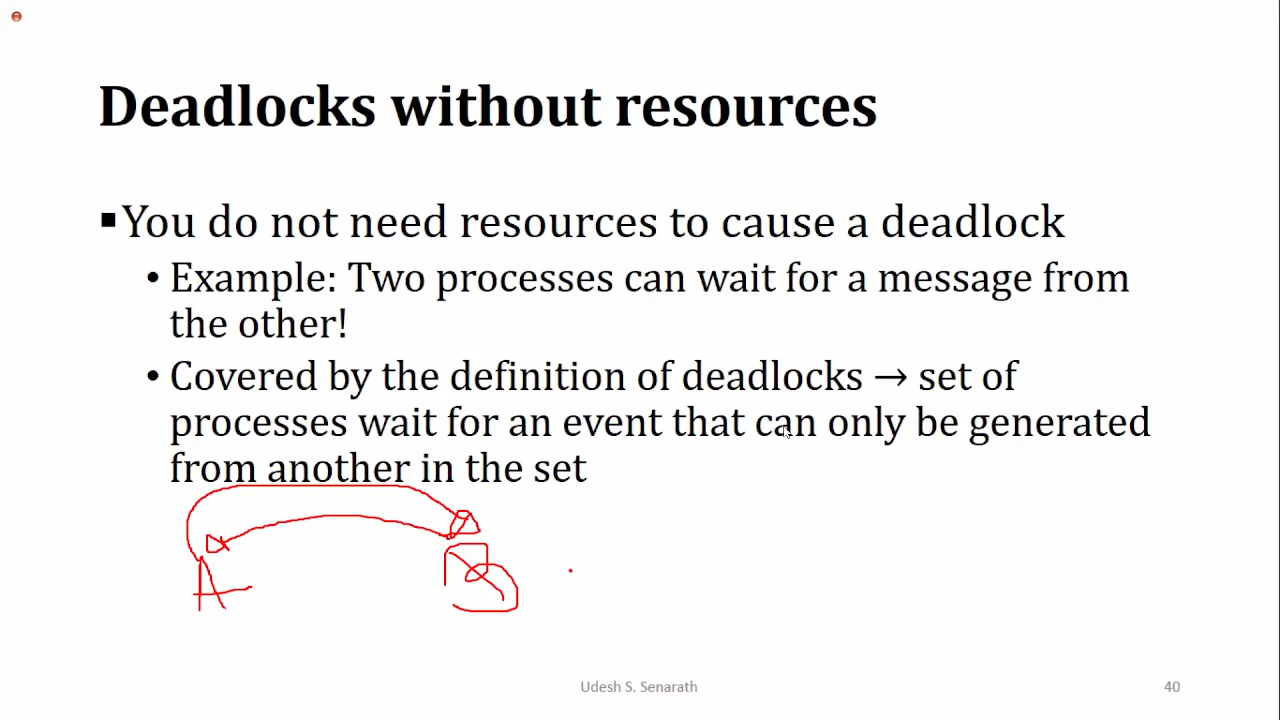 Deadlocks without resources
▪You do not need resources to cause a deadlock
• Example: Two processes can wait for a message from
the other!
• Covered by the definition of deadlocks → set of
processes wait for an event that can only be generated
from another in the set
A B
Udesh S. Senarath 40